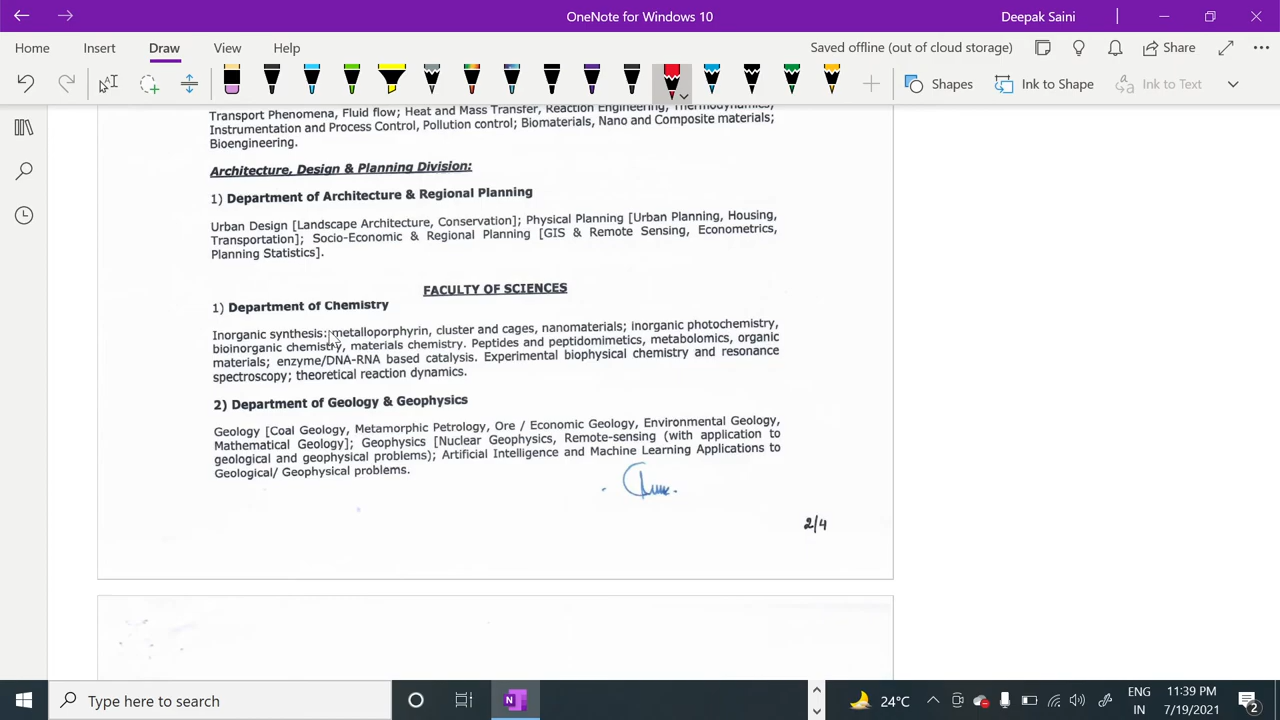 OneNote for Windows 10
Deepak Saini
Home Insert Draw View Help
Saved offline (out of cloud storage)
Share
Shapes
Ink to Shape
Ink to Text
Transport Phenomena, Fluid flow; Heat and Mass Transfer, Reaction Engineering, Thermodynamics,
Instrumentation and Process Control, Pollution control; Biomaterials, Nano and Composite materials;
Bioengineering.
Architecture, Design & Planning Division:
1) Department of Architecture & Regional Planning
Urban Design [Landscape Architecture, Conservation]; Physical Planning [Urban Planning, Housing,
Transportation]; Socio-Economic & Regional Planning [GIS & Remote Sensing, Econometrics,
Planning Statistics].
FACULTY OF SCIENCES
1) Department of Chemistry
Inorganic synthesis: metalloporphyrin, cluster and cages, nanomaterials; inorganic photochemistry,
bioinorganic chemistry, materials chemistry. Peptides and peptidomimetics, metabolomics, organic
materials; enzyme/DNA-RNA based catalysis. Experimental biophysical chemistry and resonance
spectroscopy; theoretical reaction dynamics.
2) Department of Geology & Geophysics
Geology [Coal Geology, Metamorphic Petrology, Ore / Economic Geology, Environmental Geology,
Mathematical Geology]; Geophysics [Nuclear Geophysics, Remote-sensing (with application to
geological and geophysical problems); Artificial Intelligence and Machine Learning Applications to
Geological/ Geophysical problems.
2/4
Type here to search
24°C
ENG
IN
11:39 PM
7/19/2021
2